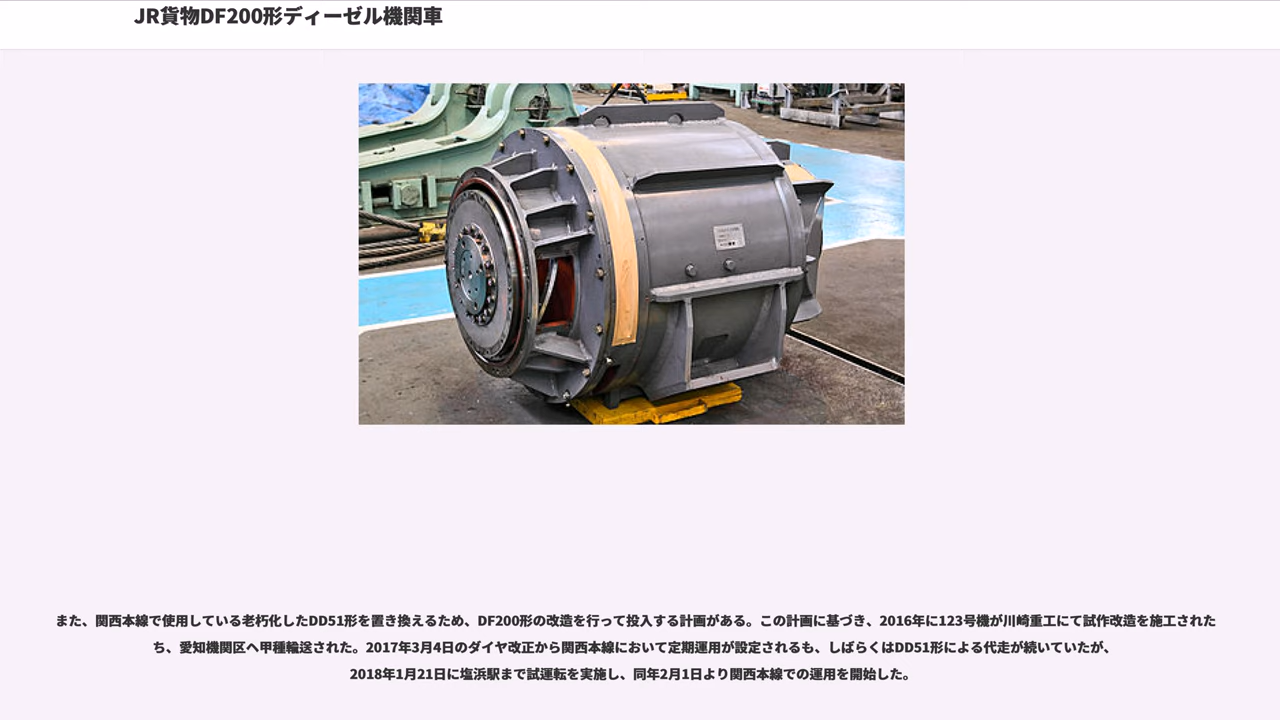 JR貨物DF200形ディーゼル機関車
また、関西本線で使用している老朽化したDD51形を置き換えるため、DF200形の改造を行って投入する計画がある。この計画に基づき、2016年に123号機が川崎重工にて試作改造を施工された
ち、愛知機関区へ甲種輸送された。2017年3月4日のダイヤ改正から関西本線において定期運用が設定されるも、しばらくはDD51形による代走が続いていたが、
2018年1月21日に塩浜駅まで試運転を実施し、同年2月1日より関西本線での運用を開始した。